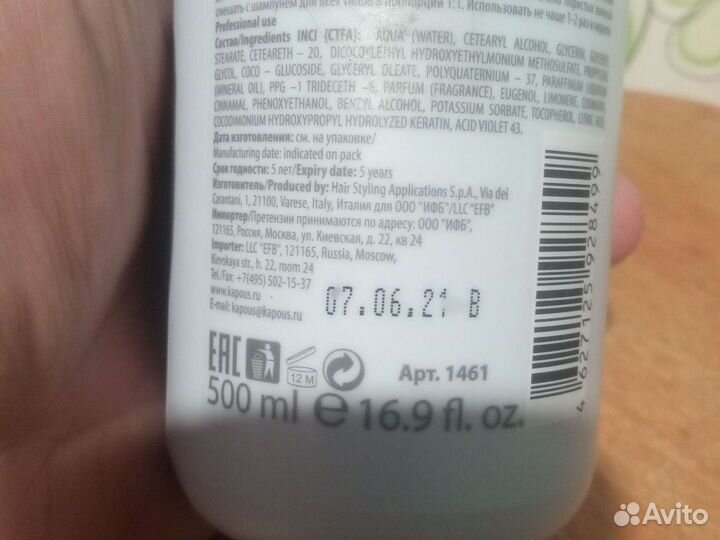 смешать с шампунем для всех типов в пропорции 1:1. Использовать не чаще 1-2 раз в неделю.
Professional use
Состав/Ingredients INCI (CTFA): AQUA (WATER), CETEARYL ALCOHOL, GLYCERIN, GLYCERYL
STEARATE, CETEARETH – 20, DICOCOYLETHYL HYDROXYETHYLMONIUM METHOSULFATE, PROPYLENE
GLYCOL, COCO – GLUCOSIDE, GLYCERYL OLEATE, POLYQUATERNIUM – 37, PARAFFINUM LIQUIDUM
(MINERAL OIL), PPG –1 TRIDECETH –6, PARFUM (FRAGRANCE), EUGENOL, LIMONENE, COUMARIN,
CINNAMAL, PHENOXYETHANOL, BENZYL ALCOHOL, POTASSIUM SORBATE, TOCOPHEROL, CITRIC ACID,
COCODIMONIUM HYDROXYPROPYL HYDROLYZED KERATIN, ACID VIOLET 43.
Дата изготовления: см. на упаковке/
Manufacturing date: indicated on pack
Срок годности: 5 лет/Expiry date: 5 years
Изготовитель/Produced by: Hair Styling Applications S.p.A., Via dei
Caratani, 1, 21100, Varese, Italy, Италия для ООО "ИФБ"/LLC "EFB"
Импортер/Претензии принимаются по адресу: ООО "ИФБ",
121165, Россия, Москва, ул. Киевская, д. 22, кв 24
Importer: LLC "EFB", 121165, Russia, Moscow,
Kievskaya str., h. 22, room 24
Tel./Fax: +7(495) 502-15-37
www.kapous.ru
E-mail: kapous@kapous.ru
07.06.21 B
4 627125 928499
EAC
12 M
Арт. 1461
500 ml e 16.9 fl. oz.
Avito